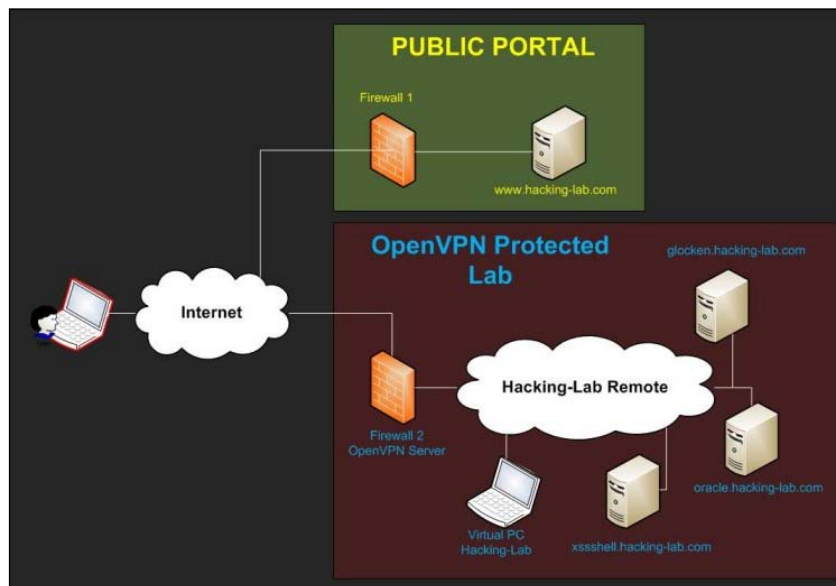 PUBLIC PORTAL
Firewall 1
www.hacking-lab.com
OpenVPN Protected
Lab
glocken.hacking-lab.com
Internet
Hacking-Lab Remote
Firewall 2
OpenVPN Server
oracle.hacking-lab.com
Virtual PC
Hacking-Lab
xssshell.hacking-lab.com